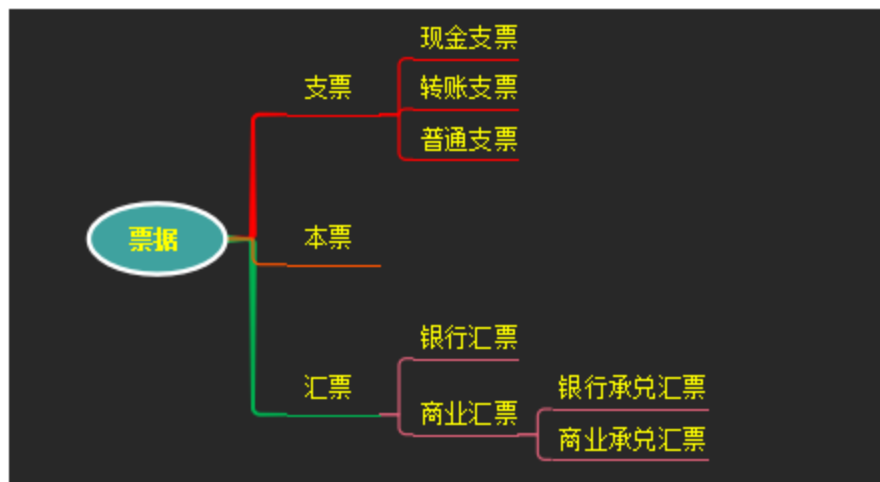 现金支票
支票
转账支票
普通支票
票据
本票
银行汇票
汇票
银行承兑汇票
商业汇票
商业承兑汇票